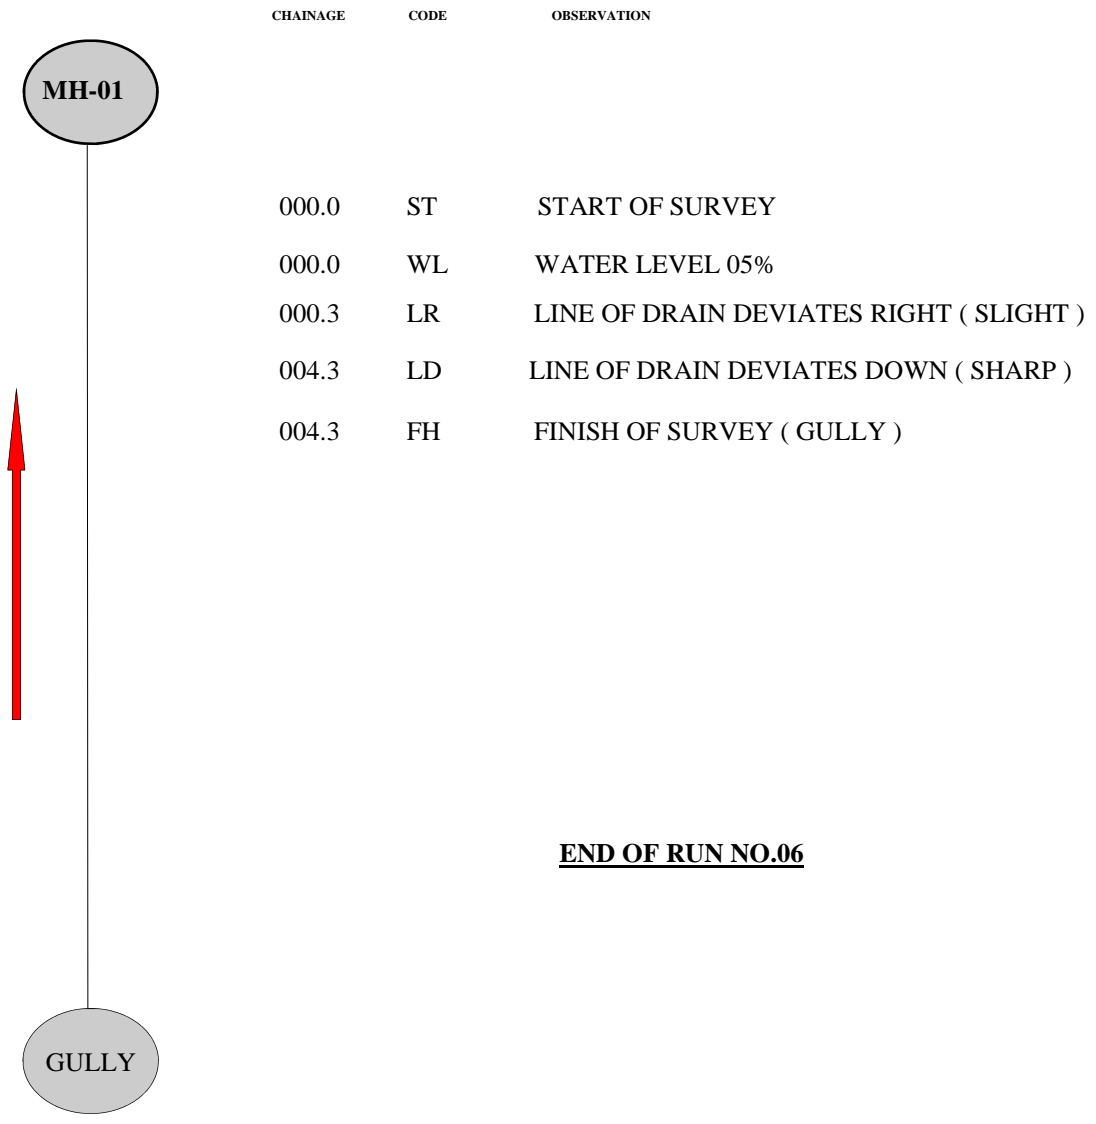 CHAINAGE CODE OBSERVATION
MH-01
000.0 ST START OF SURVEY
000.0 WL WATER LEVEL 05%
000.3 LR LINE OF DRAIN DEVIATES RIGHT ( SLIGHT )
004.3 LD LINE OF DRAIN DEVIATES DOWN ( SHARP )
004.3 FH FINISH OF SURVEY ( GULLY )
END OF RUN NO.06
GULLY